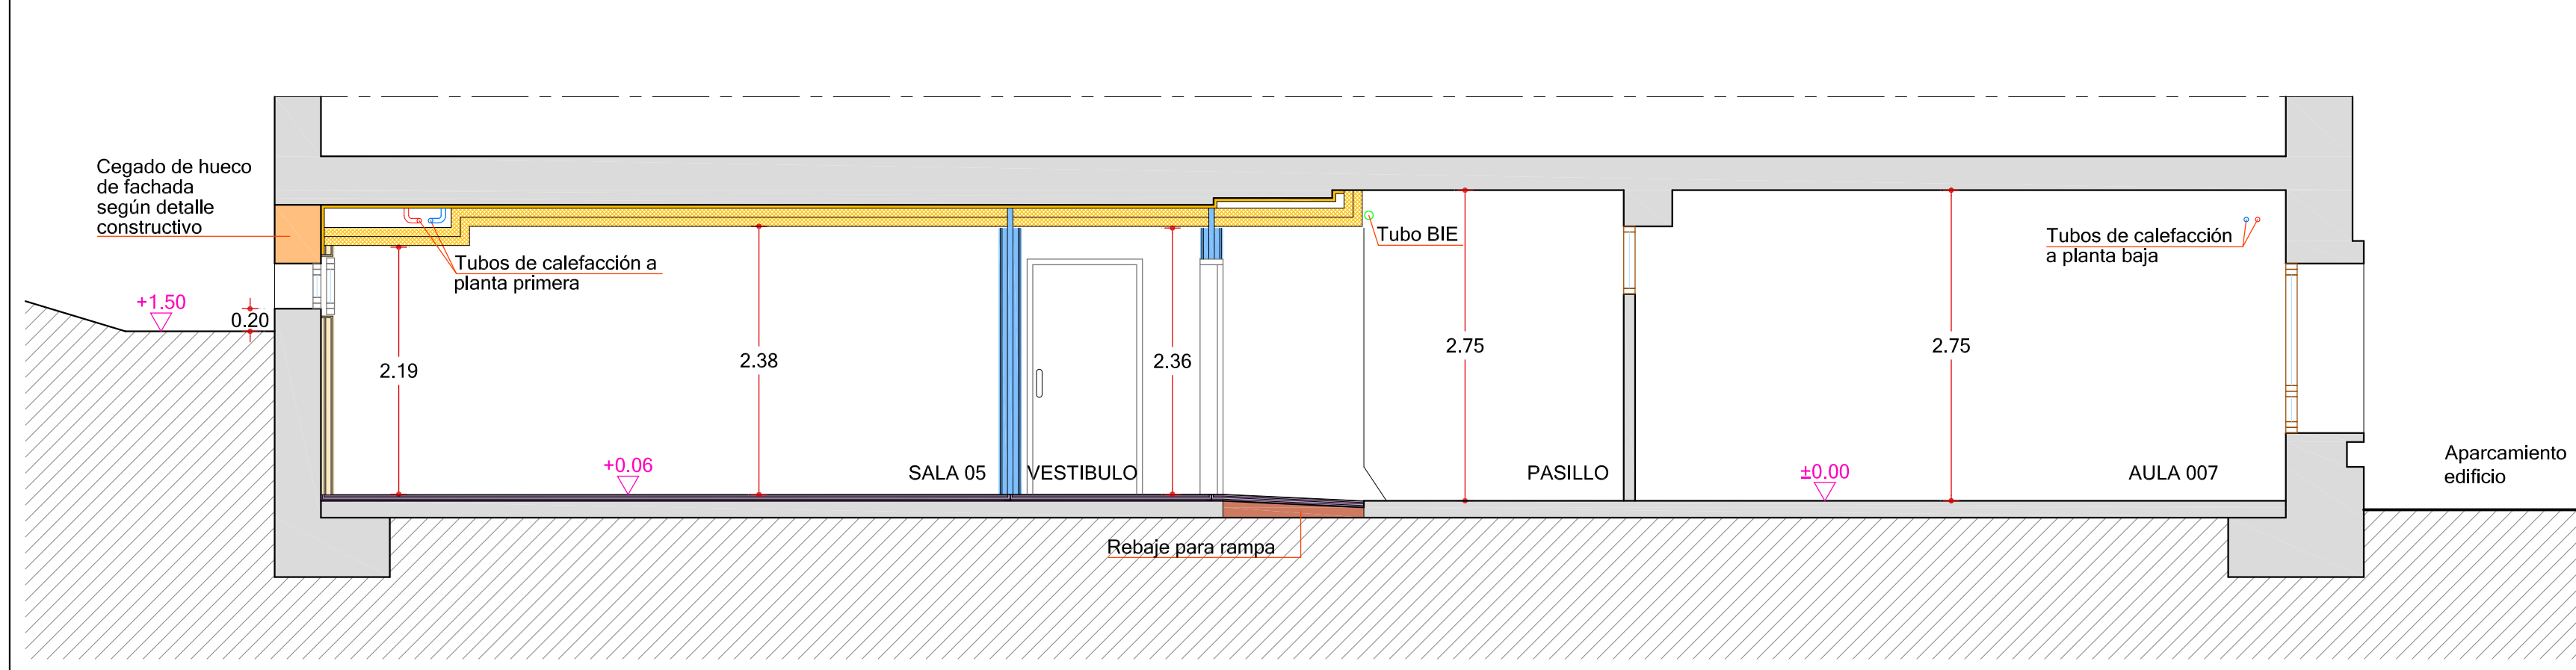 Cegado de hueco
de fachada
según detalle
constructivo
+1.50
0.20
Tubos de calefacción a
planta primera
2.19
2.38
+0.06
SALA 05
VESTIBULO
2.36
Rebaje para rampa
Tubo BIE
2.75
PASILLO
±0.00
2.75
AULA 007
Tubos de calefacción
a planta baja
Aparcamiento
edificio